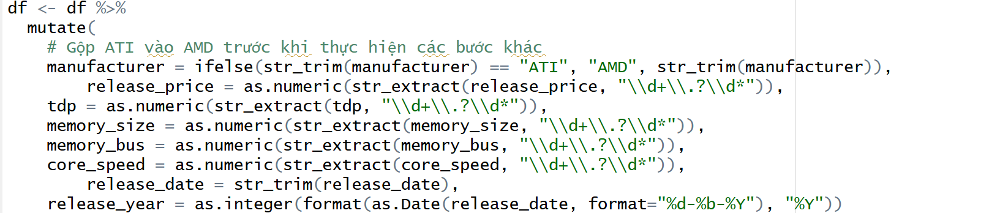 df <- df %>%
  mutate(
    # Gộp ATI vào AMD trước khi thực hiện các bước khác
    manufacturer = ifelse(str_trim(manufacturer) == "ATI", "AMD", str_trim(manufacturer)),
        release_price = as.numeric(str_extract(release_price, "\\d+\\.?\\d*")),
    tdp = as.numeric(str_extract(tdp, "\\d+\\.?\\d*")),
    memory_size = as.numeric(str_extract(memory_size, "\\d+\\.?\\d*")),
    memory_bus = as.numeric(str_extract(memory_bus, "\\d+\\.?\\d*")),
    core_speed = as.numeric(str_extract(core_speed, "\\d+\\.?\\d*")),
        release_date = str_trim(release_date),
    release_year = as.integer(format(as.Date(release_date, format="%d-%b-%Y"), "%Y"))